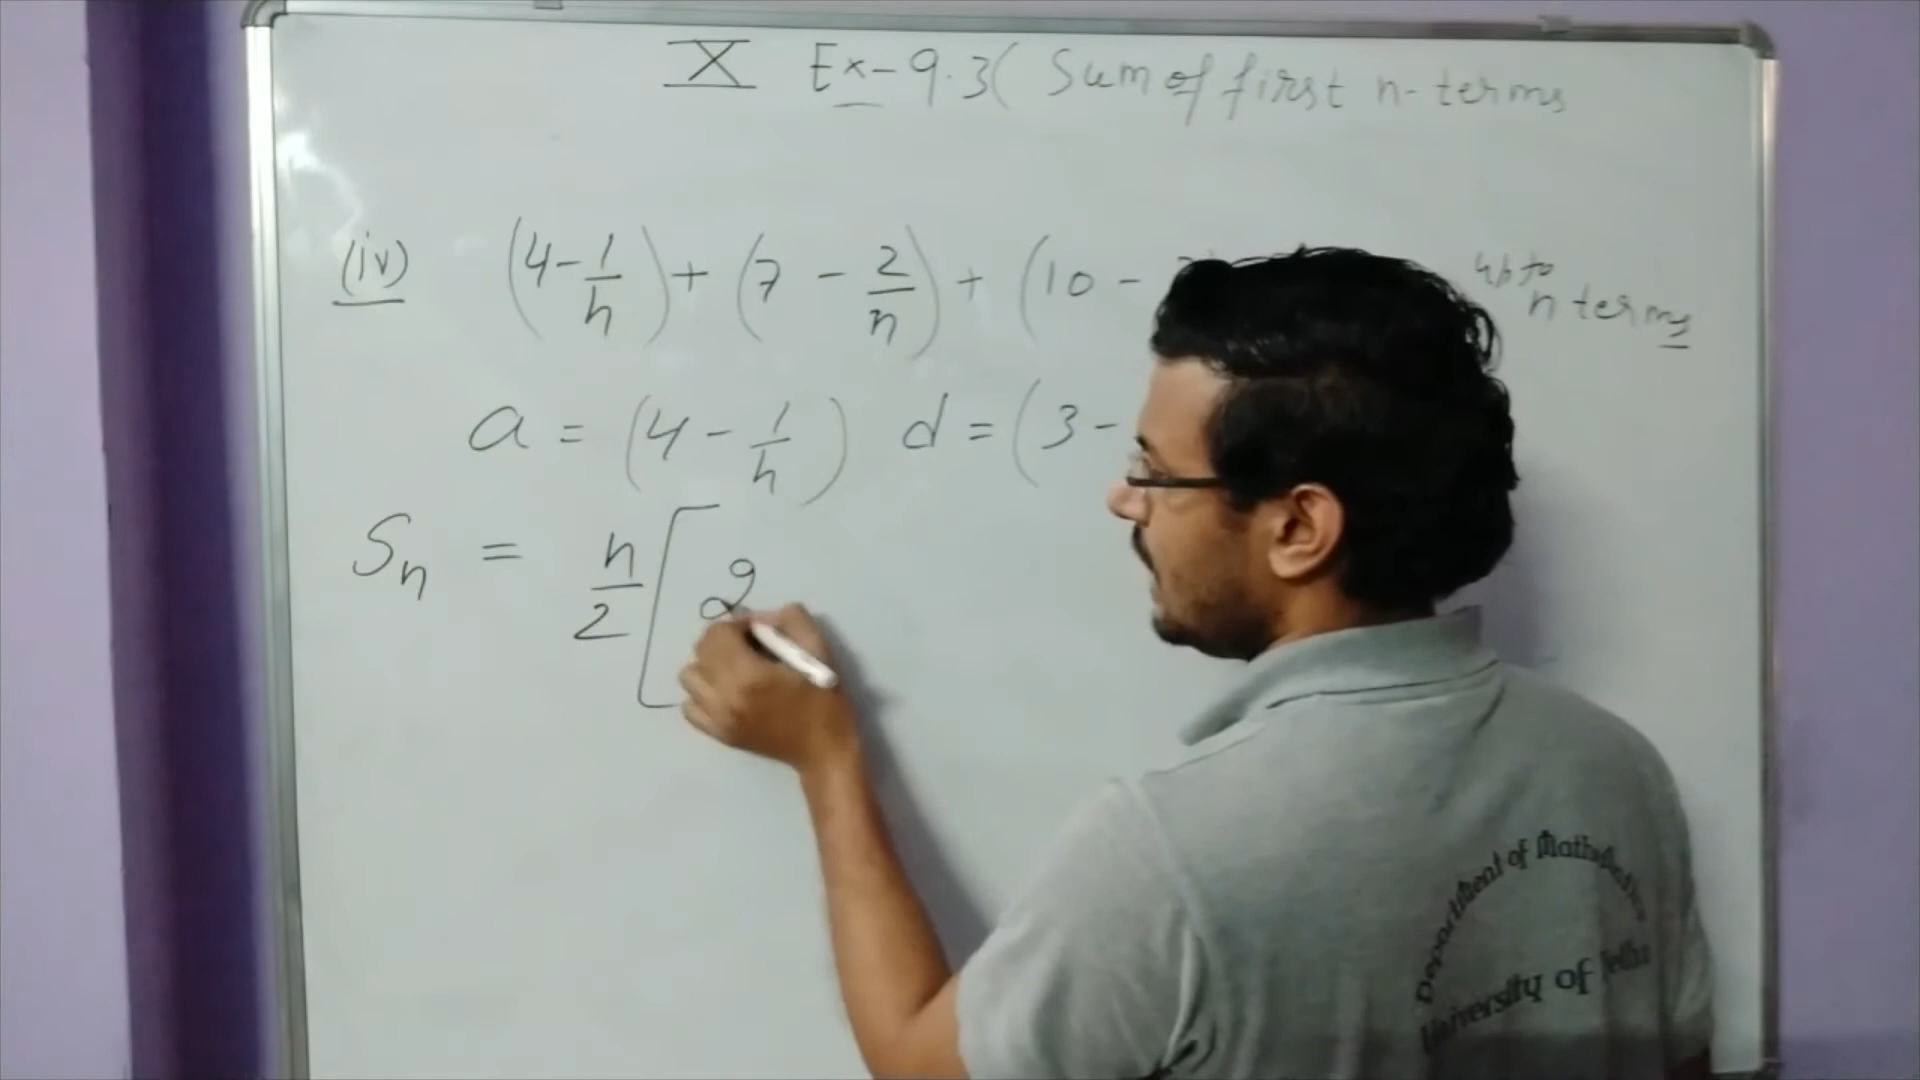 X Ex-9.3( Sum of first n-terms
(iv) (4-1/n)+(7-2/n)+(10- upto n terms
a=(4-1/n) d=(3-
Sn = n/2[2
Department of Mathematics
University of Delhi